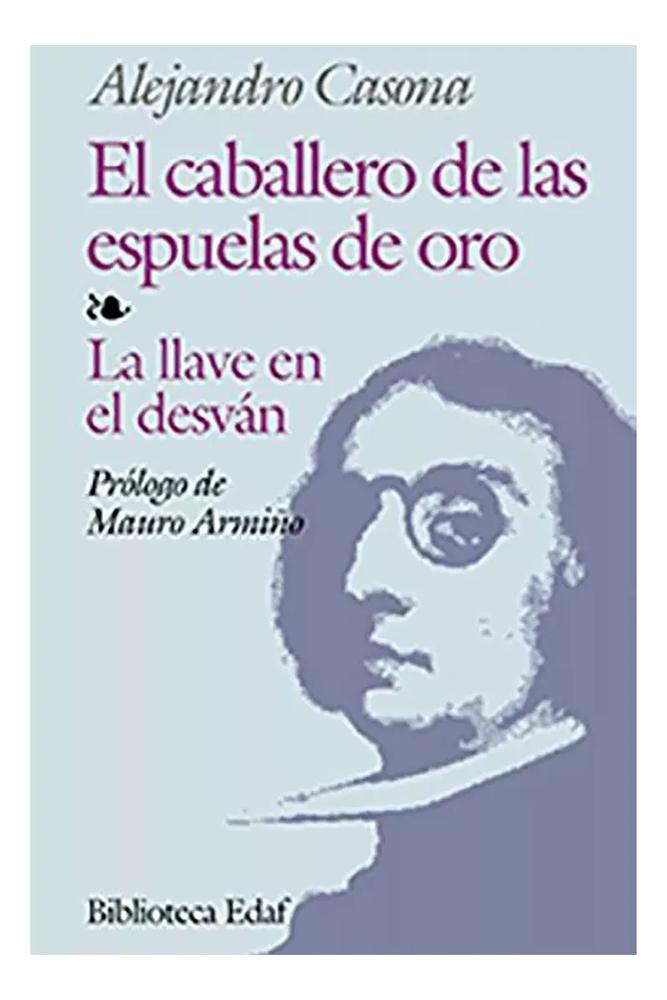 Alejandro Casona
El caballero de las
espuelas de oro
La llave en
el desván
Prólogo de
Mauro Armiño
Biblioteca Edaf